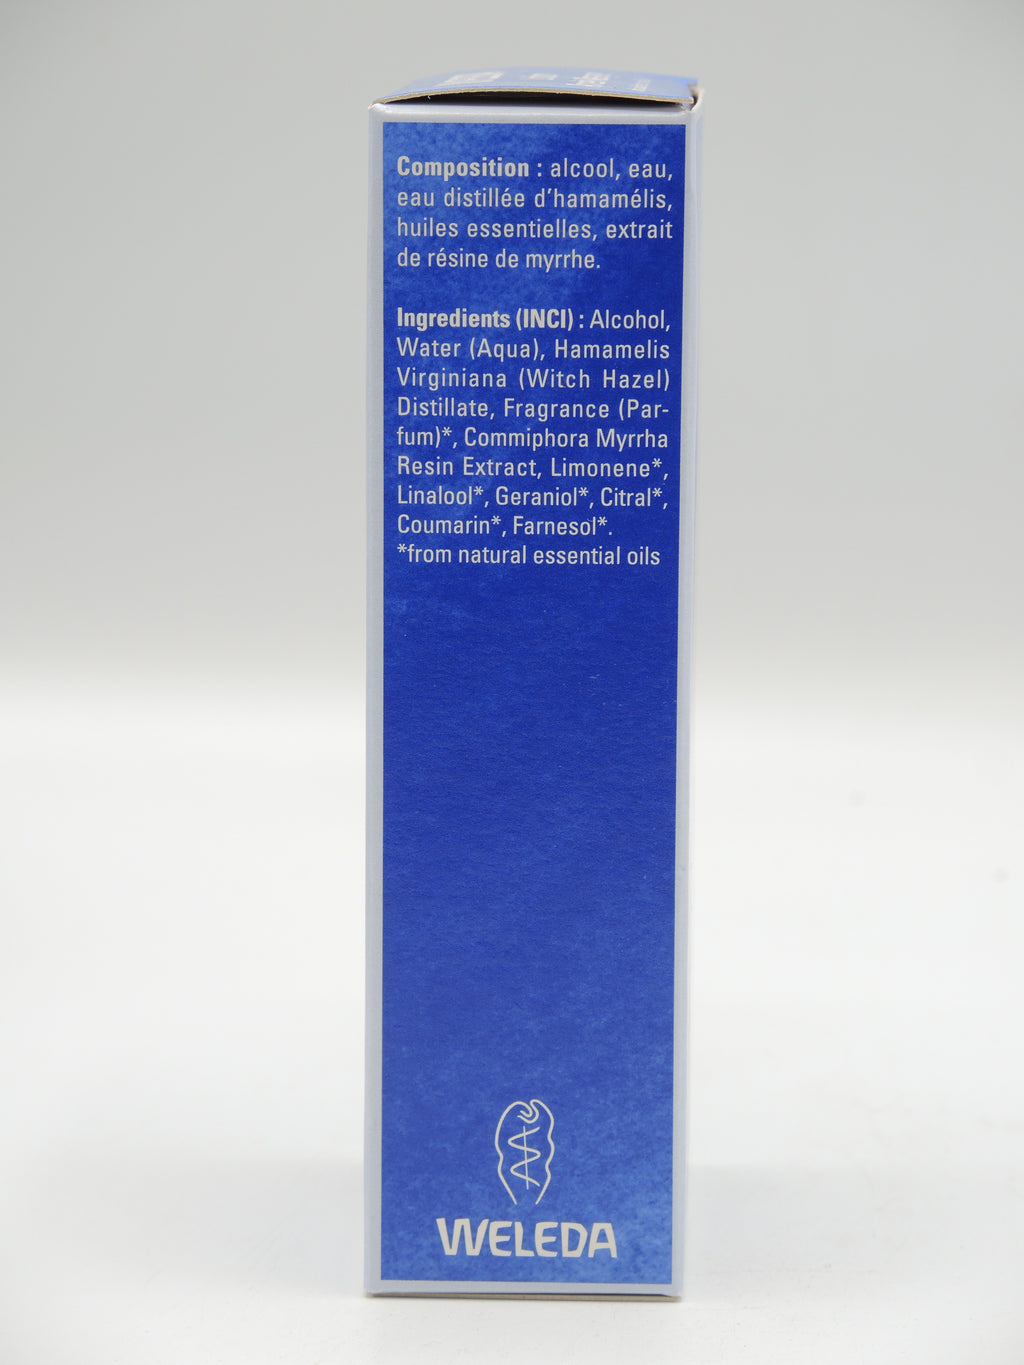 Composition : alcool, eau,
eau distillée d'hamamélis,
huiles essentielles, extrait
de résine de myrrhe.
Ingredients (INCI) : Alcohol,
Water (Aqua), Hamamelis
Virginiana (Witch Hazel)
Distillate, Fragrance (Par-
fum)*, Commiphora Myrrha
Resin Extract, Limonene*,
Linalool*, Geraniol*, Citral*,
Coumarin*, Farnesol*.
*from natural essential oils
WELEDA